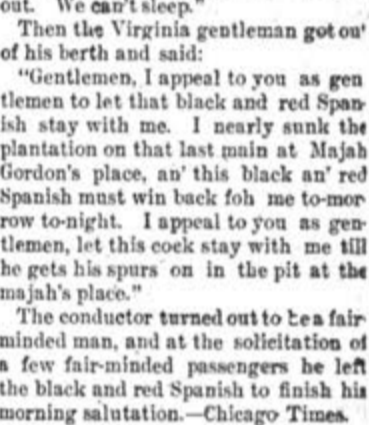 out. We can't sleep."
Then the Virginia gentleman got ou'
of his berth and said:
"Gentlemen, I appeal to you as gen
tlemen to let that black and red Span-
ish stay with me. I nearly sunk the
plantation on that last main at Majah
Gordon's place, an' this black an' red
Spanish must win back foh me to-mor-
row to-night. I appeal to you as gen-
tlemen, let this cock stay with me till
he gets his spurs on in the pit at the
majah's place."
The conductor turned out to be a fair-
minded man, and at the solicitation of
a few fair-minded passengers he left
the black and red Spanish to finish his
morning salutation.—Chicago Times.